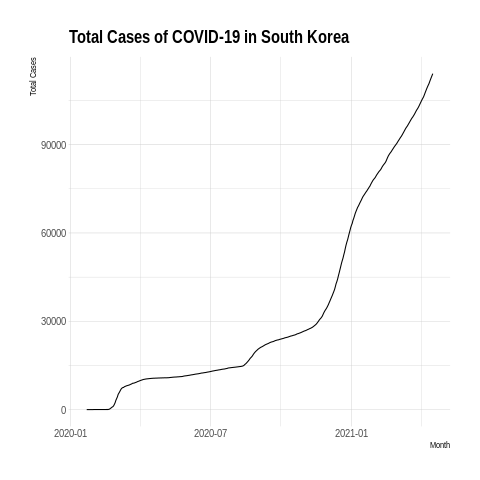 Total Cases of COVID-19 in South Korea
Total Cases
90000
60000
30000
0
2020-01
2020-07
2021-01
Month